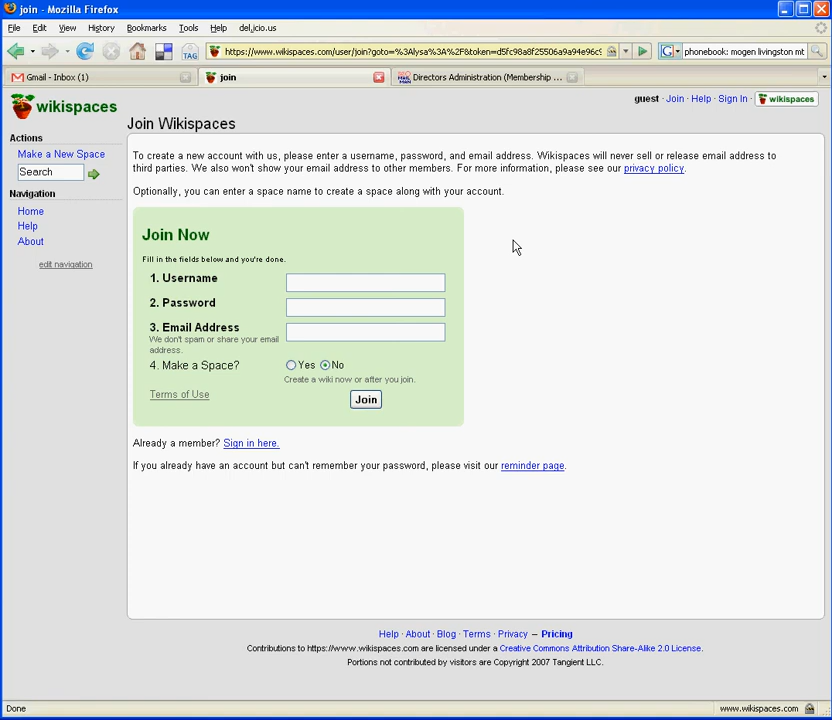 join - Mozilla Firefox
File Edit View History Bookmarks Tools Help del.icio.us
https://www.wikispaces.com/user/join?goto=%3Alysa%3A%2F&token=d5fc98a8f25506a9a94e96c9
phonebook: mogen livingston mt
TAG
Gmail - Inbox (1)
join
Directors Administration (Membership ...
wikispaces
guest · Join · Help · Sign In · wikispaces
Join Wikispaces
Actions
Make a New Space
Search
Navigation
Home
Help
About
edit navigation
To create a new account with us, please enter a username, password, and email address. Wikispaces will never sell or release email address to
third parties. We also won't show your email address to other members. For more information, please see our privacy policy.
Optionally, you can enter a space name to create a space along with your account.
Join Now
Fill in the fields below and you're done.
1. Username
2. Password
3. Email Address
We don't spam or share your email
address.
4. Make a Space? Yes No
Create a wiki now or after you join.
Terms of Use
Join
Already a member? Sign in here.
If you already have an account but can't remember your password, please visit our reminder page.
Help · About · Blog · Terms · Privacy – Pricing
Contributions to https://www.wikispaces.com are licensed under a Creative Commons Attribution Share-Alike 2.0 License.
Portions not contributed by visitors are Copyright 2007 Tangient LLC.
Done
www.wikispaces.com